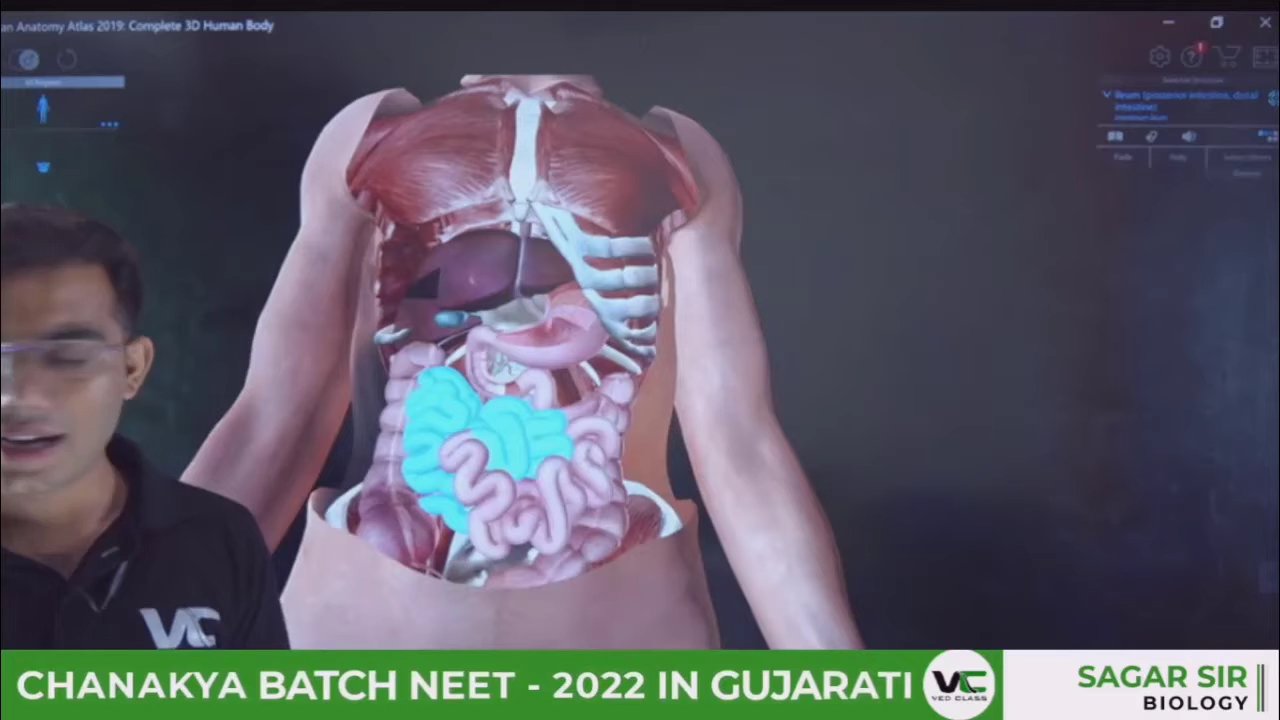 an Anatomy Atlas 2019: Complete 3D Human Body
Ileum (posterior intestine, distal
intestine)
VC
CHANAKYA BATCH NEET - 2022 IN GUJARATI
VC
VED CLASS
SAGAR SIR
BIOLOGY